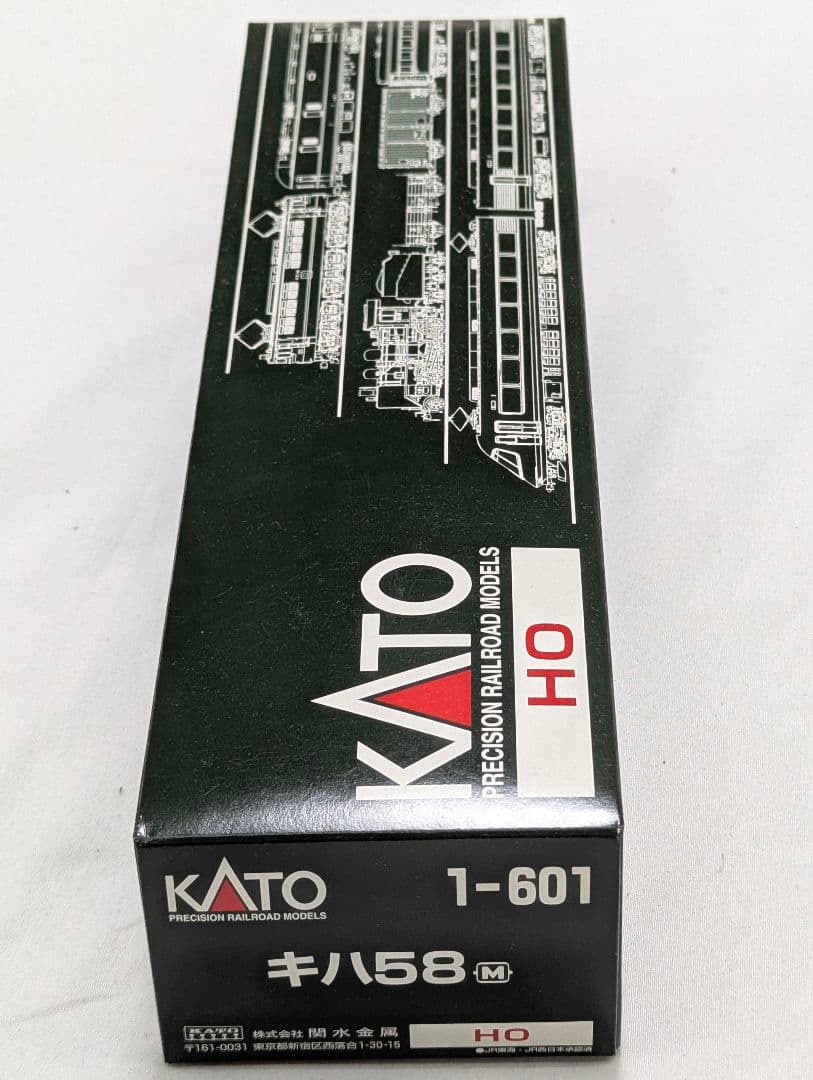 KATO
PRECISION RAILROAD MODELS
HO
KATO
PRECISION RAILROAD MODELS
1-601
キハ58 M
KATO
株式会社 関水金属
〒161-0031 東京都新宿区西落合1-30-15
HO
●JR東海・JR西日本承認済